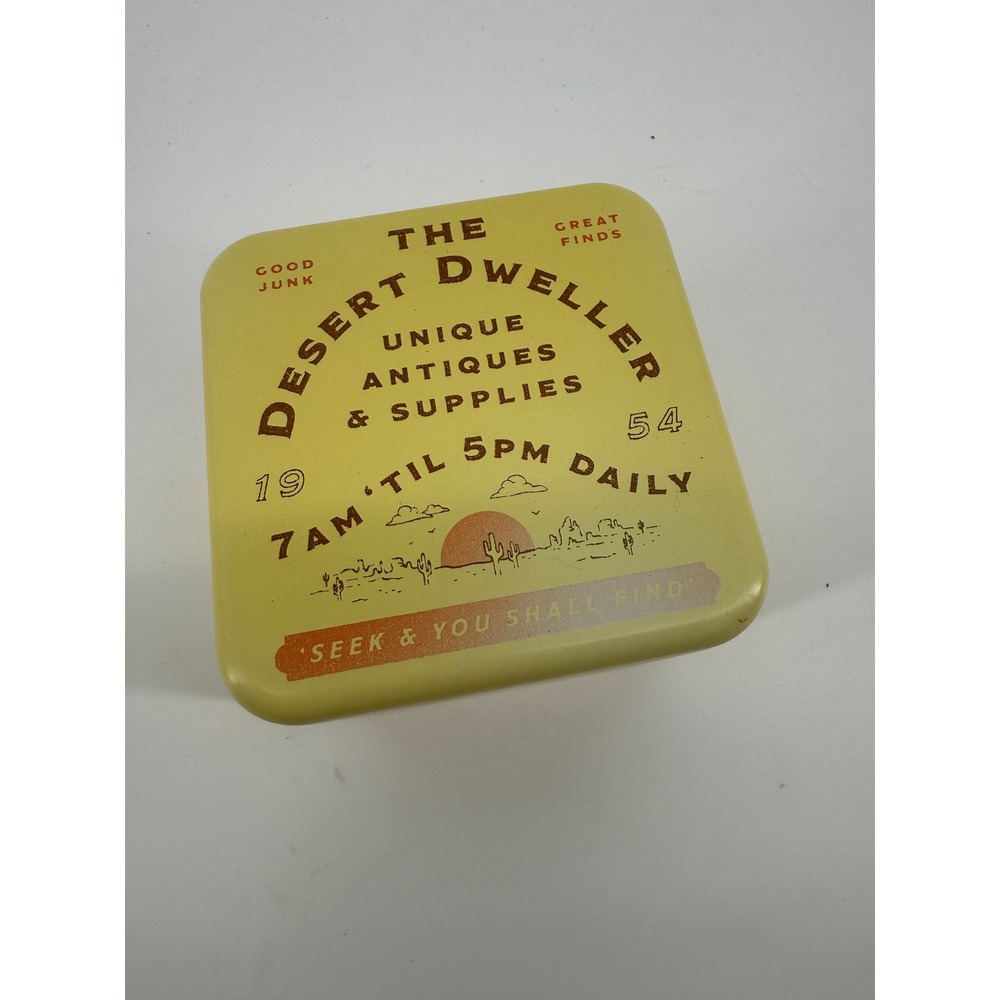 GOOD
JUNK
THE
GREAT
FINDS
DESERT DWELLER
UNIQUE
ANTIQUES
& SUPPLIES
19
54
7AM 'TIL 5PM DAILY
'SEEK & YOU SHALL FIND'